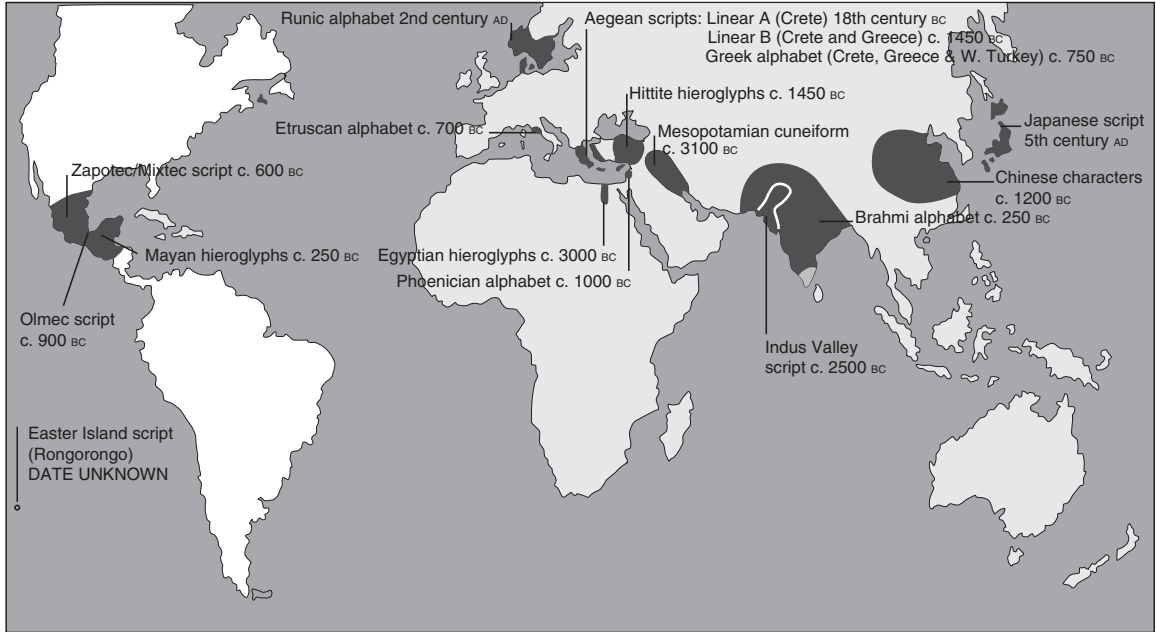 Runic alphabet 2nd century AD
Aegean scripts: Linear A (Crete) 18th century BC
Linear B (Crete and Greece) c. 1450 BC
Greek alphabet (Crete, Greece & W. Turkey) c. 750 BC
Hittite hieroglyphs c. 1450 BC
Etruscan alphabet c. 700 BC
Mesopotamian cuneiform
c. 3100 BC
Japanese script
5th century AD
Zapotec/Mixtec script c. 600 BC
Chinese characters
c. 1200 BC
Brahmi alphabet c. 250 BC
Mayan hieroglyphs c. 250 BC
Egyptian hieroglyphs c. 3000 BC
Phoenician alphabet c. 1000 BC
Olmec script
c. 900 BC
Indus Valley
script c. 2500 BC
Easter Island script
(Rongorongo)
DATE UNKNOWN